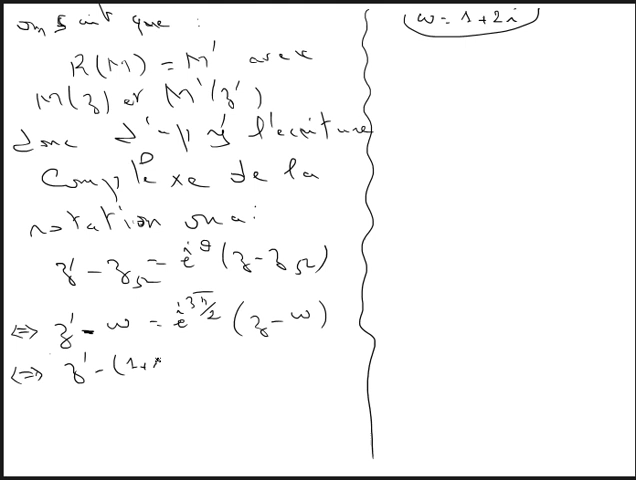 on sait que :
R(M) = M' avec
M(z) et M'(z')
donc d'après l'ecriture
Complexe de la
rotation on a :
z' - z_Ω = e^{iθ} (z - z_Ω)
⟺ z' - ω = e^{i3π/2} (z - ω)
⟺ z' - (1+
ω = 1 + 2i